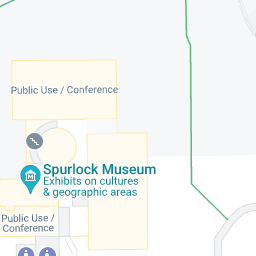 Public Use / Conference
Spurlock Museum
Exhibits on cultures
& geographic areas
Public Use /
Conference